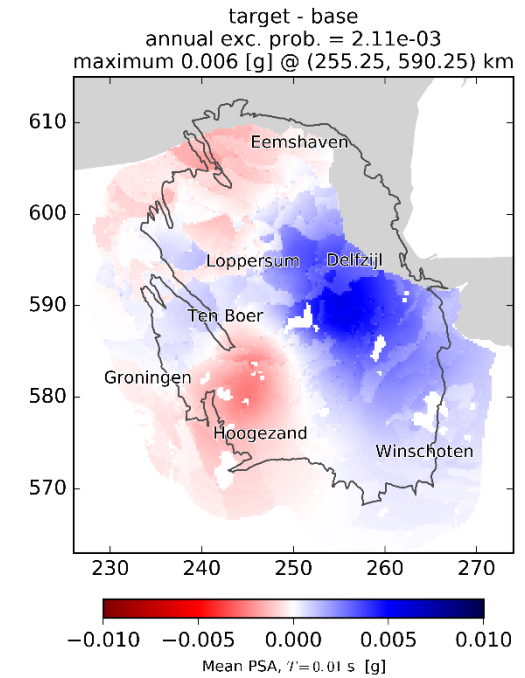 target - base
annual exc. prob. = 2.11e-03
maximum 0.006 [g] @ (255.25, 590.25) km
610
Eemshaven
600
Loppersum Delfzijl
590
Ten Boer
580
Groningen
Hoogezand
Winschoten
570
230 240 250 260 270
−0.010 −0.005 0.000 0.005 0.010
Mean PSA, T = 0.01 s [g]